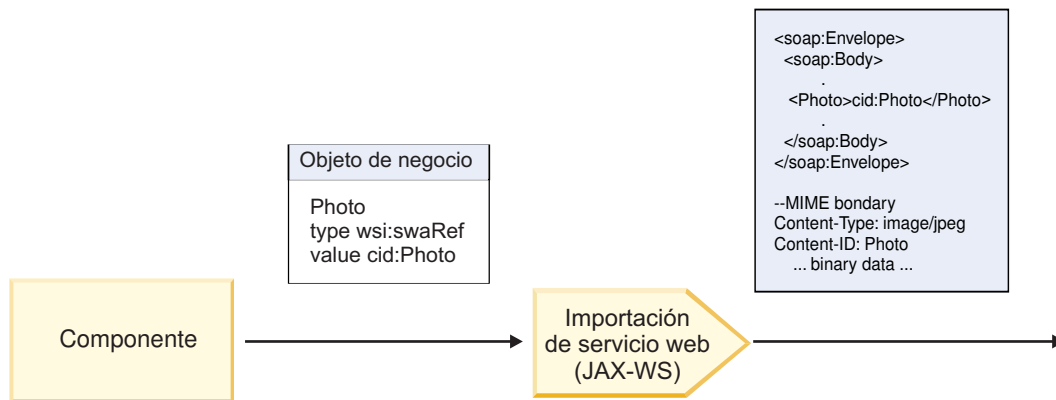 <soap:Envelope>
<soap:Body>
.
<Photo>cid:Photo</Photo>
.
</soap:Body>
</soap:Envelope>
--MIME bondary
Content-Type: image/jpeg
Content-ID: Photo
... binary data ...
Objeto de negocio
Photo
type wsi:swaRef
value cid:Photo
Componente
Importación
de servicio web
(JAX-WS)